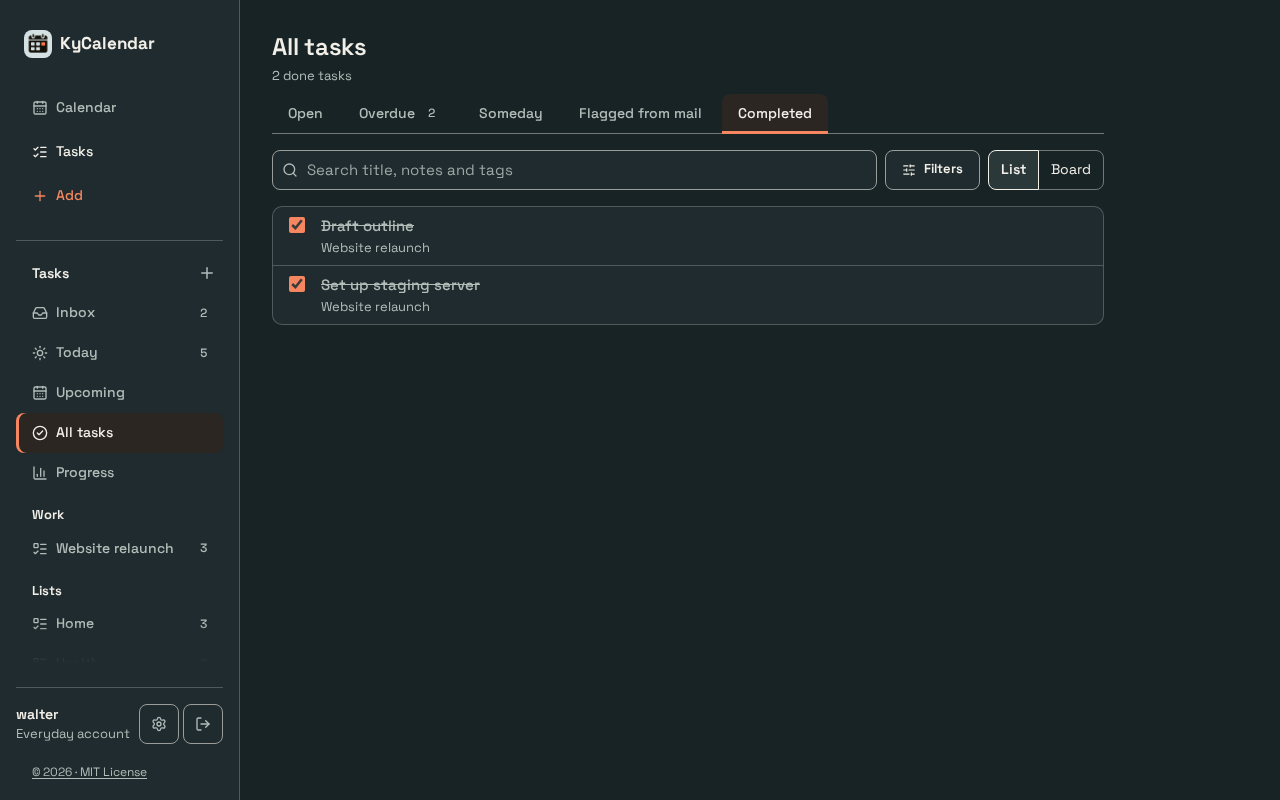 KyCalendar
Calendar
Tasks
Add
Tasks
Inbox 2
Today 5
Upcoming
All tasks
Progress
Work
Website relaunch 3
Lists
Home 3
walter
Everyday account
© 2026 · MIT License
All tasks
2 done tasks
Open Overdue 2 Someday Flagged from mail Completed
Search title, notes and tags Filters List Board
Draft outline
Website relaunch
Set up staging server
Website relaunch